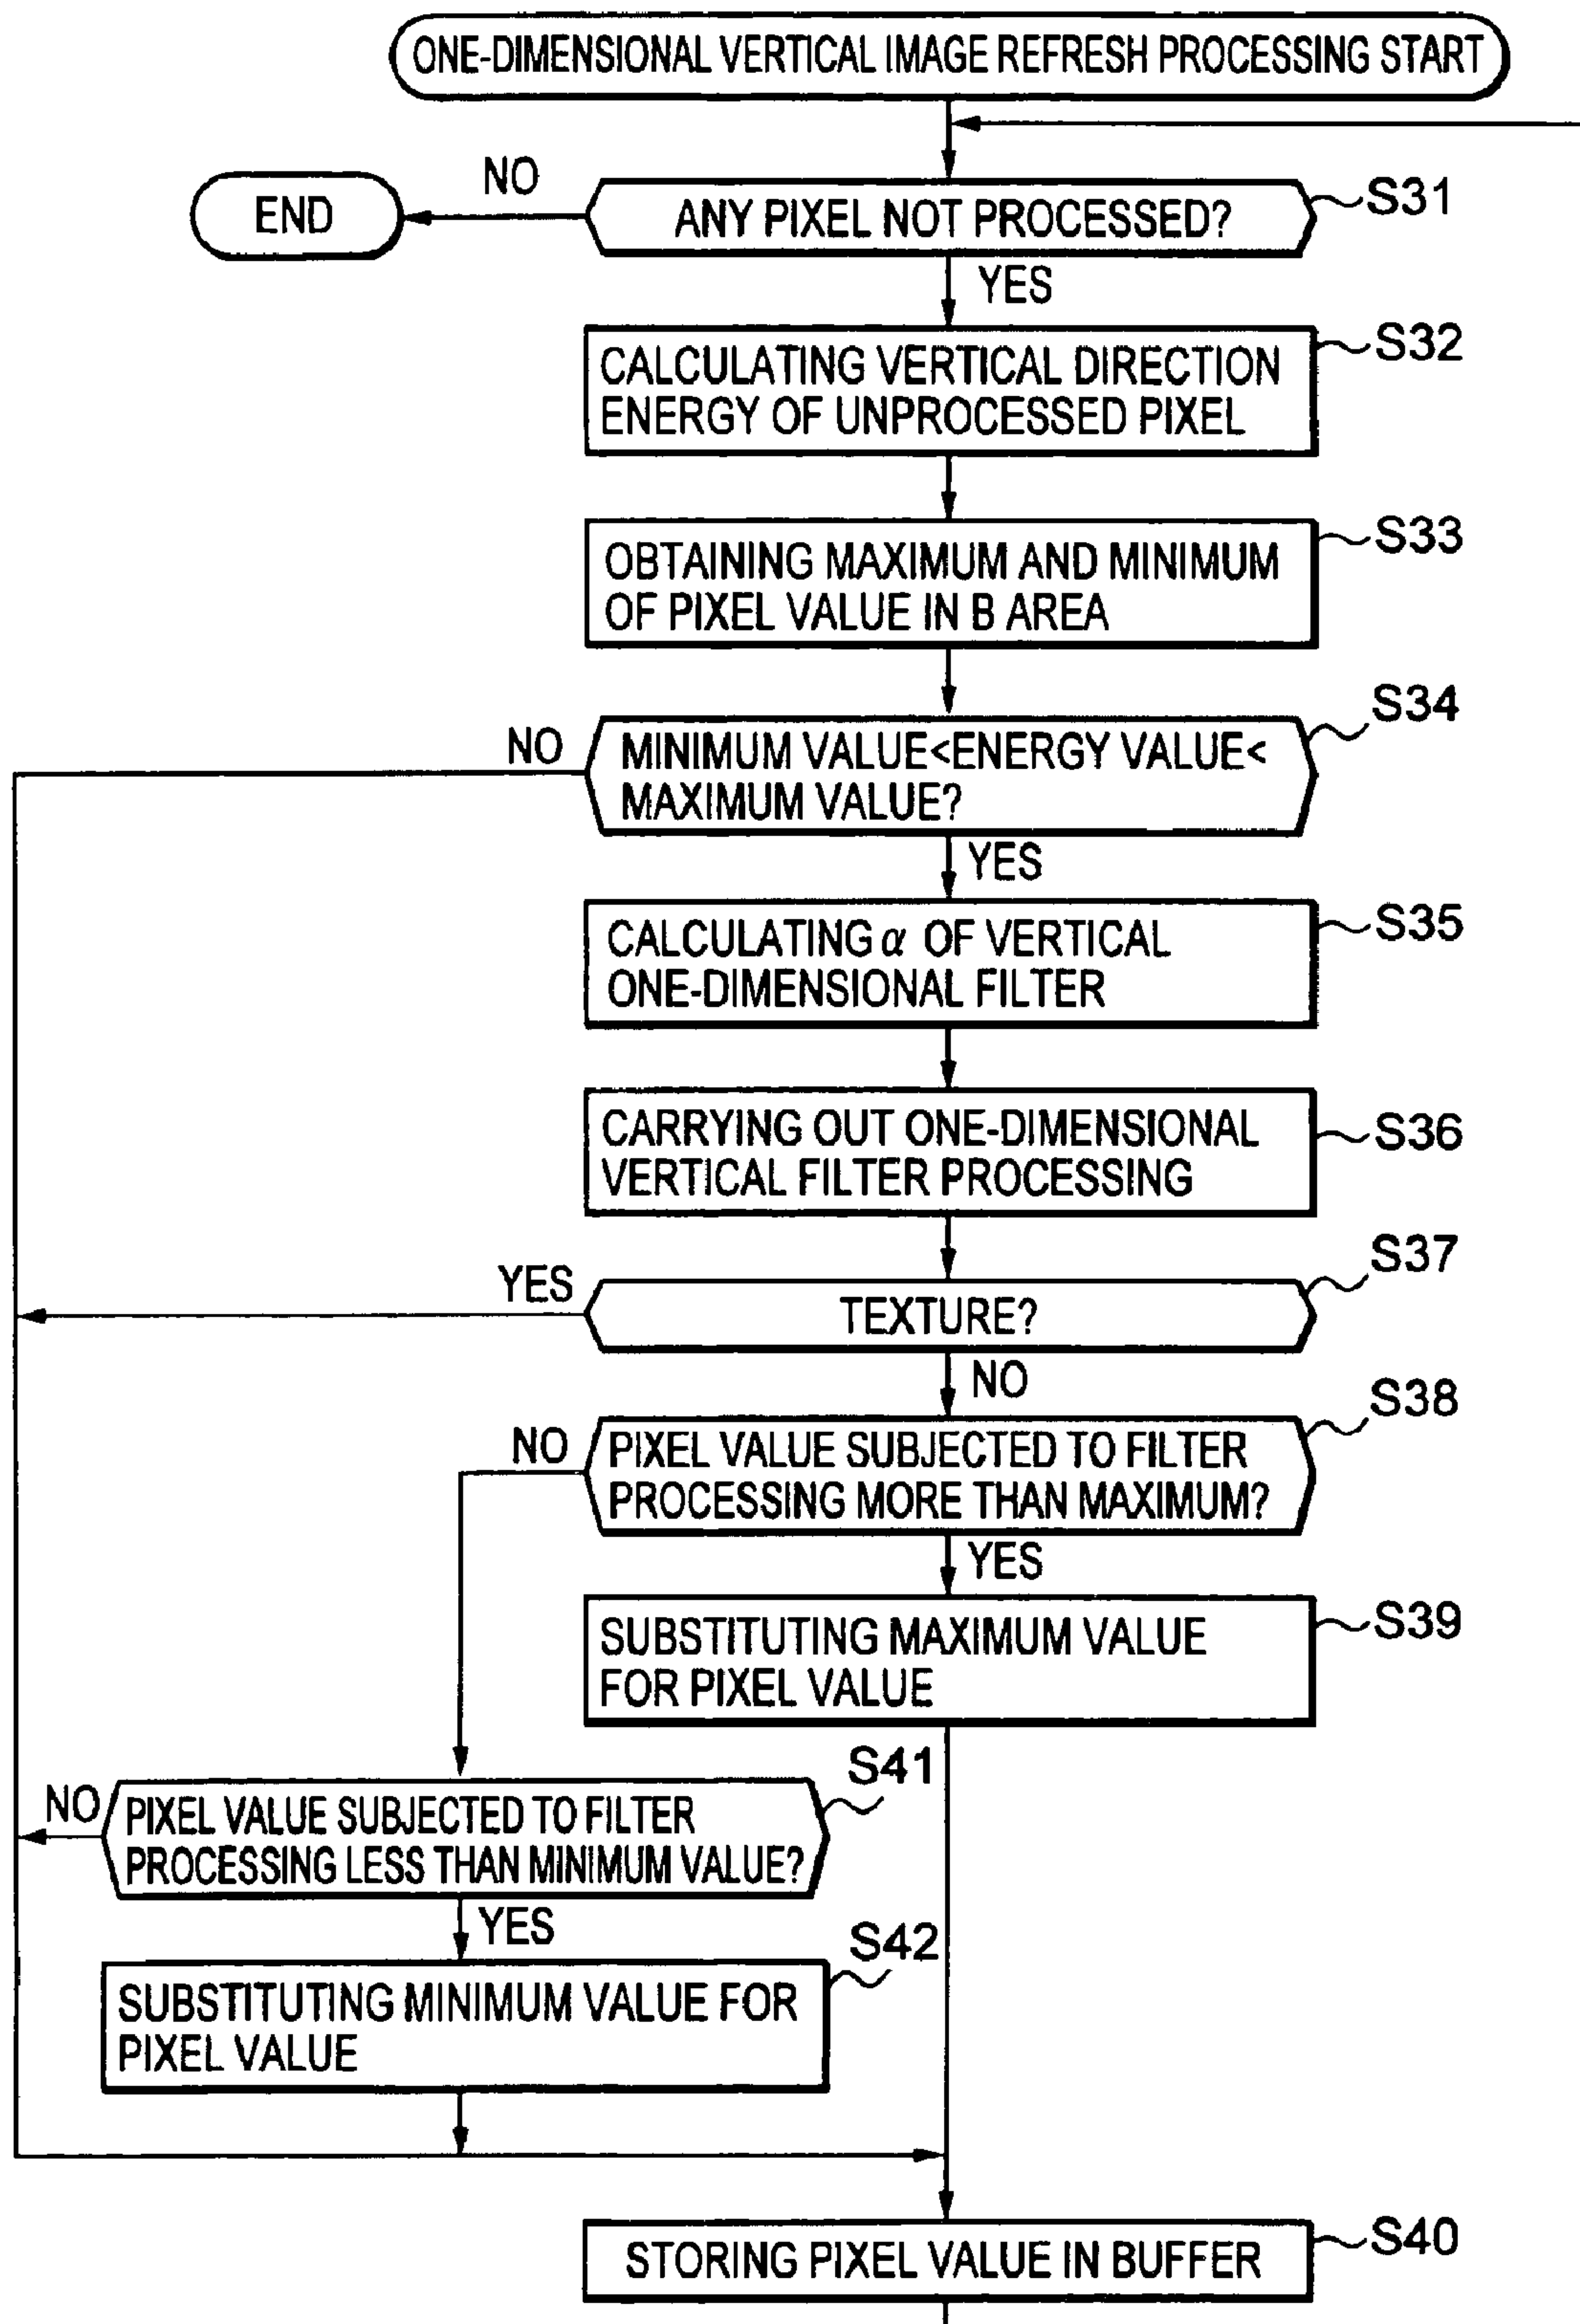 ONE-DIMENSIONAL VERTICAL IMAGE REFRESH PROCESSING START
NO
END
ANY PIXEL NOT PROCESSED?
S31
YES
CALCULATING VERTICAL DIRECTION
ENERGY OF UNPROCESSED PIXEL
S32
OBTAINING MAXIMUM AND MINIMUM
OF PIXEL VALUE IN B AREA
S33
NO
MINIMUM VALUE<ENERGY VALUE<
MAXIMUM VALUE?
S34
YES
CALCULATING α OF VERTICAL
ONE-DIMENSIONAL FILTER
S35
CARRYING OUT ONE-DIMENSIONAL
VERTICAL FILTER PROCESSING
S36
YES
TEXTURE?
S37
NO
NO
PIXEL VALUE SUBJECTED TO FILTER
PROCESSING MORE THAN MAXIMUM?
S38
YES
SUBSTITUTING MAXIMUM VALUE
FOR PIXEL VALUE
S39
NO
PIXEL VALUE SUBJECTED TO FILTER
PROCESSING LESS THAN MINIMUM VALUE?
S41
YES
SUBSTITUTING MINIMUM VALUE FOR
PIXEL VALUE
S42
STORING PIXEL VALUE IN BUFFER
S40